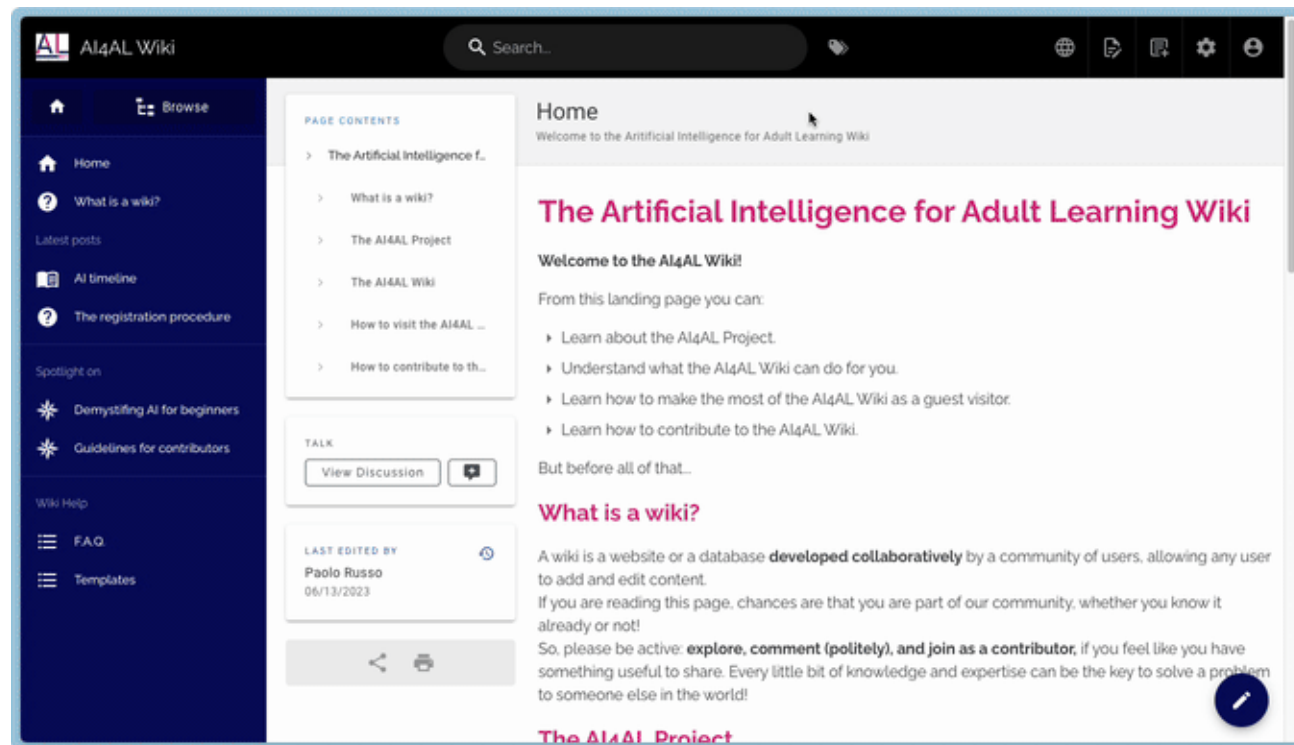 AL AI4AL Wiki
Search...
Browse
Home
What is a wiki?
Latest posts
AI timeline
The registration procedure
Spotlight on
Demystifing AI for beginners
Guidelines for contributors
Wiki Help
F.A.Q.
Templates
PAGE CONTENTS
The Artificial Intelligence f...
What is a wiki?
The AI4AL Project
The AI4AL Wiki
How to visit the AI4AL ...
How to contribute to th...
TALK
View Discussion
LAST EDITED BY
Paolo Russo
06/13/2023
Home
Welcome to the Aritificial Intelligence for Adult Learning Wiki
The Artificial Intelligence for Adult Learning Wiki
Welcome to the AI4AL Wiki!
From this landing page you can:
Learn about the AI4AL Project.
Understand what the AI4AL Wiki can do for you.
Learn how to make the most of the AI4AL Wiki as a guest visitor.
Learn how to contribute to the AI4AL Wiki.
But before all of that...
What is a wiki?
A wiki is a website or a database developed collaboratively by a community of users, allowing any user
to add and edit content.
If you are reading this page, chances are that you are part of our community, whether you know it
already or not!
So, please be active: explore, comment (politely), and join as a contributor, if you feel like you have
something useful to share. Every little bit of knowledge and expertise can be the key to solve a problem
to someone else in the world!
The AI4AL Project